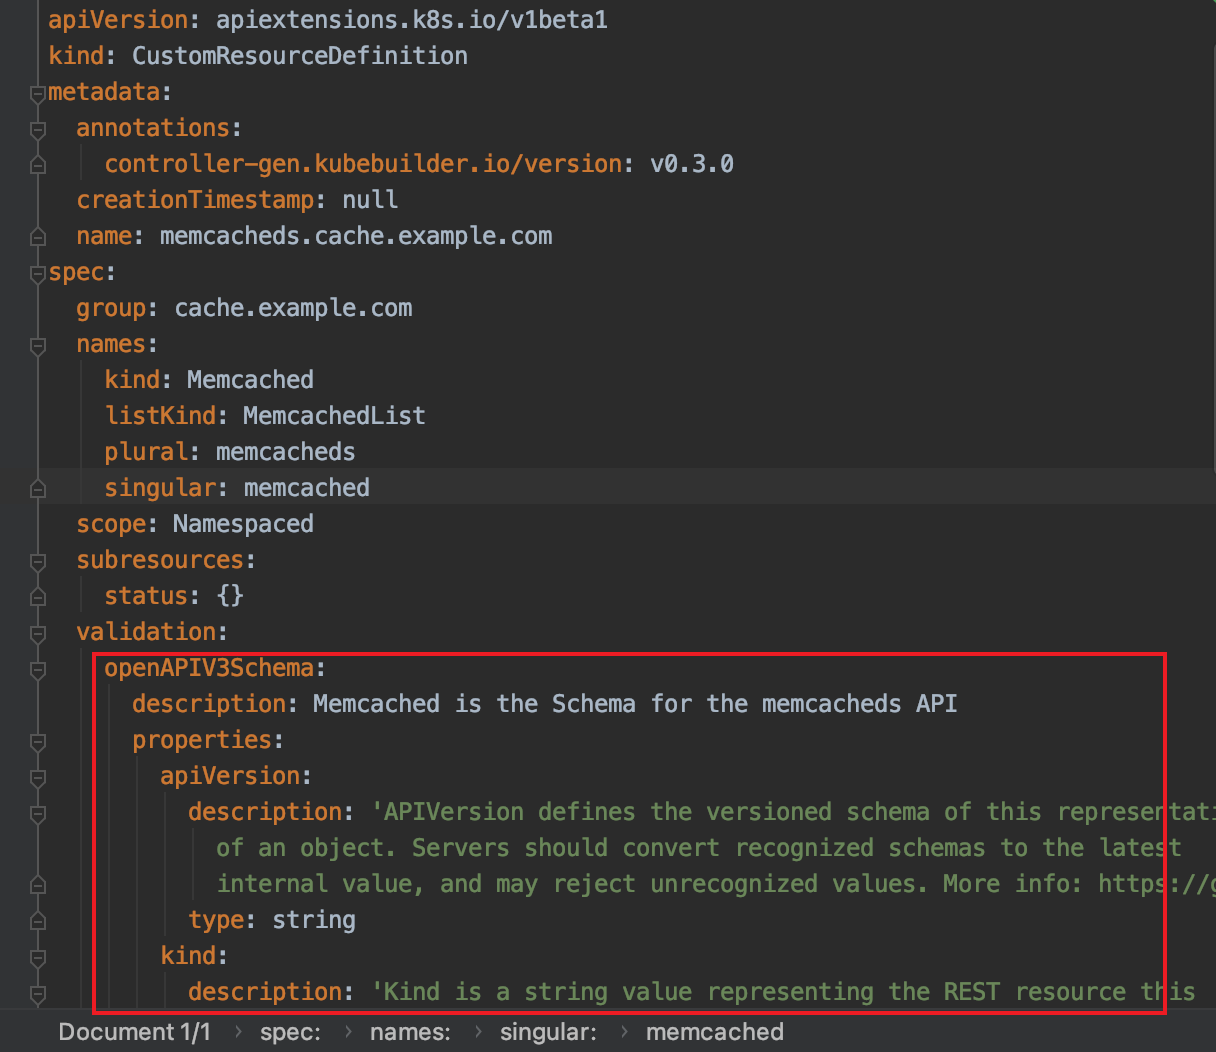 apiVersion: apiextensions.k8s.io/v1beta1
kind: CustomResourceDefinition
metadata:
  annotations:
    controller-gen.kubebuilder.io/version: v0.3.0
  creationTimestamp: null
  name: memcacheds.cache.example.com
spec:
  group: cache.example.com
  names:
    kind: Memcached
    listKind: MemcachedList
    plural: memcacheds
    singular: memcached
  scope: Namespaced
  subresources:
    status: {}
  validation:
    openAPIV3Schema:
      description: Memcached is the Schema for the memcacheds API
      properties:
        apiVersion:
          description: 'APIVersion defines the versioned schema of this representati
            of an object. Servers should convert recognized schemas to the latest
            internal value, and may reject unrecognized values. More info: https://g
          type: string
        kind:
          description: 'Kind is a string value representing the REST resource this
Document 1/1 › spec: › names: › singular: › memcached